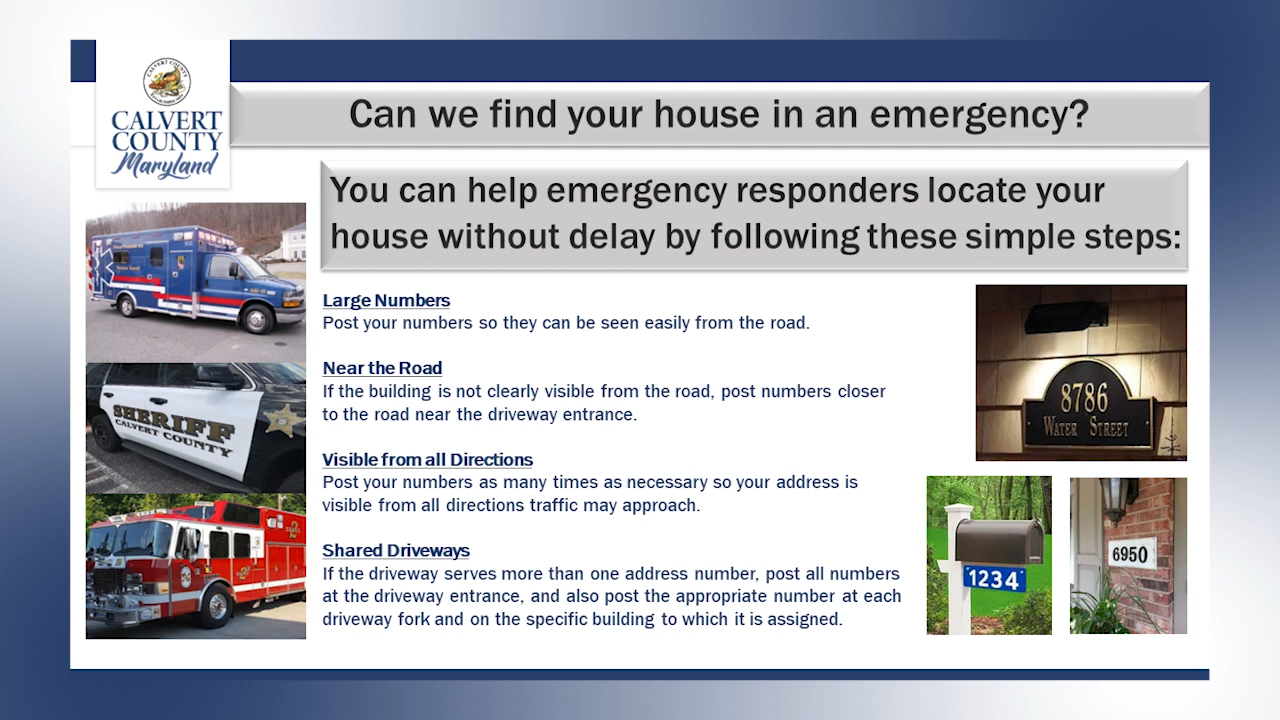 CALVERT COUNTY
CALVERT
COUNTY
Maryland
Can we find your house in an emergency?
You can help emergency responders locate your
house without delay by following these simple steps:
Large Numbers
Post your numbers so they can be seen easily from the road.
Near the Road
If the building is not clearly visible from the road, post numbers closer
to the road near the driveway entrance.
Visible from all Directions
Post your numbers as many times as necessary so your address is
visible from all directions traffic may approach.
Shared Driveways
If the driveway serves more than one address number, post all numbers
at the driveway entrance, and also post the appropriate number at each
driveway fork and on the specific building to which it is assigned.
SHERIFF
CALVERT COUNTY
2
8786
WATER STREET
1234
6950